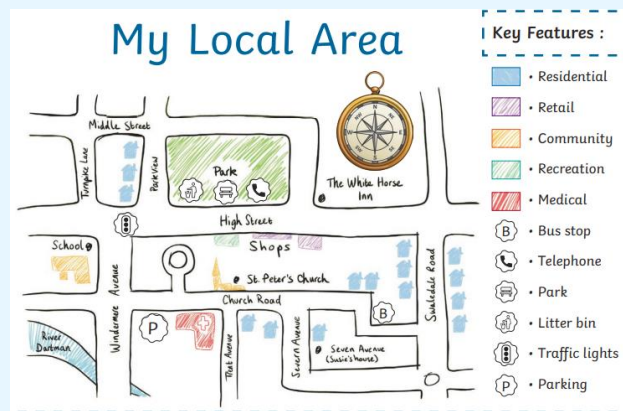 My Local Area
Key Features :
• Residential
• Retail
• Community
• Recreation
• Medical
B • Bus stop
• Telephone
• Park
• Litter bin
• Traffic lights
P • Parking
Middle Street
Turnpike Lane
Parkview
Park
The White Horse
Inn
High Street
School
Shops
St. Peter's Church
Church Road
Windermere Avenue
Swaledale Road
B
P
River
Dartman
That Avenue
Severn Avenue
Seven Avenue
(Susie's house)
N
E
S
W